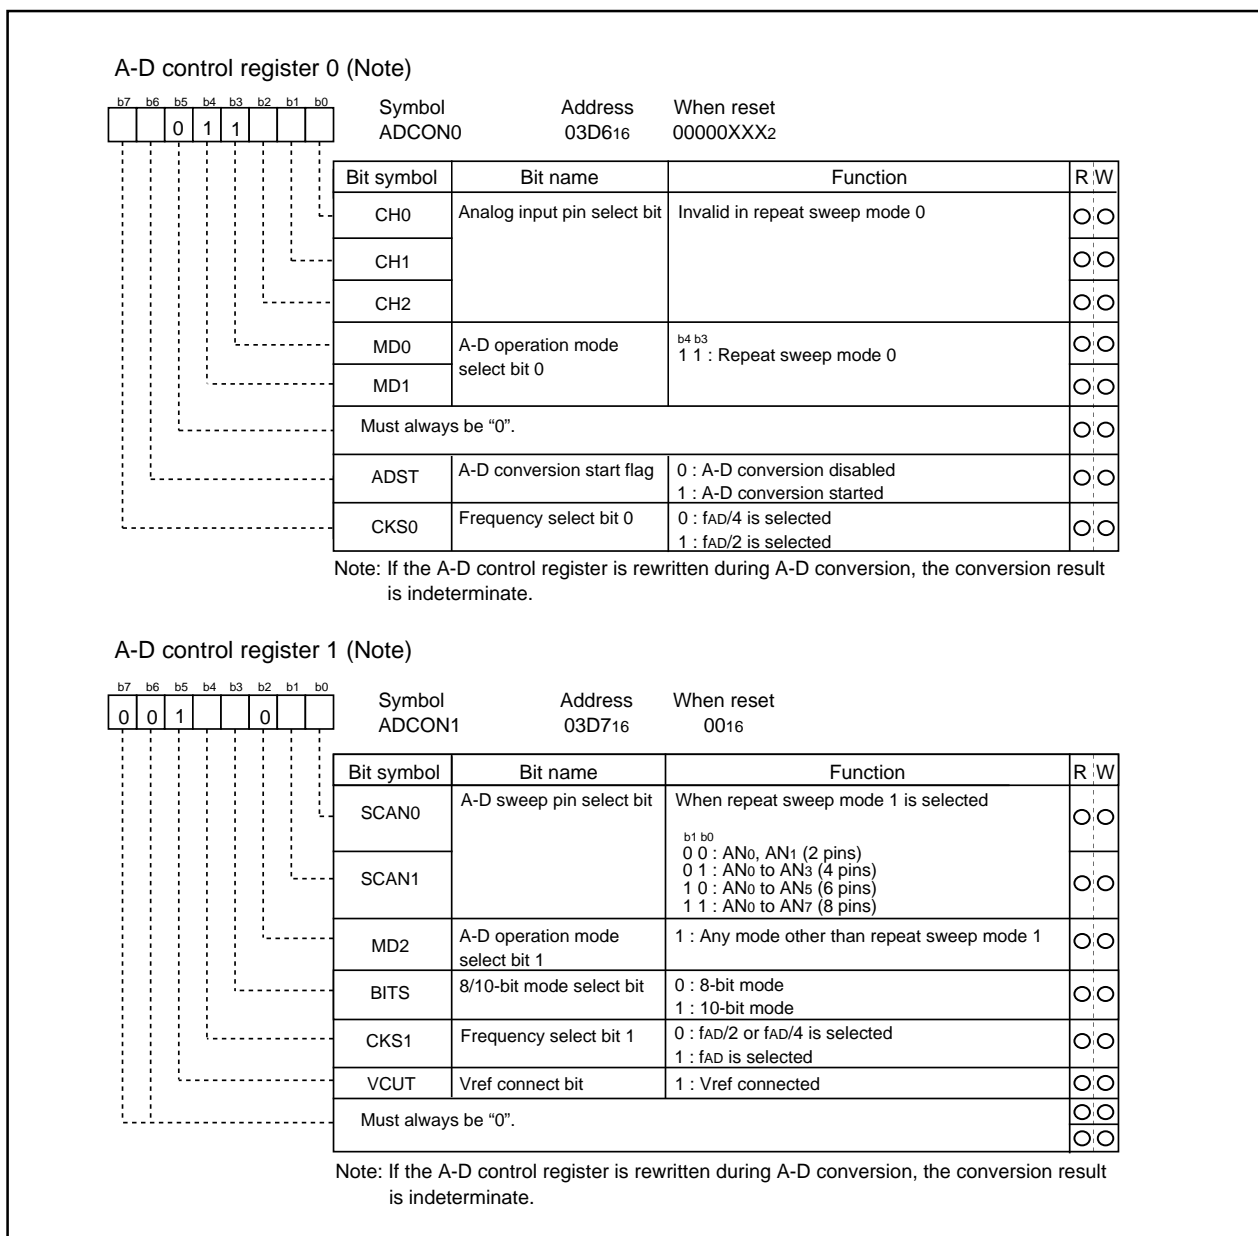 A-D control register 0 (Note)
b7 b6 b5 b4 b3 b2 b1 b0
0 1 1
Symbol Address When reset
ADCON0 03D616 00000XXX2
Bit symbol Bit name Function R W
CH0 Analog input pin select bit Invalid in repeat sweep mode 0
CH1
CH2
MD0 A-D operation mode select bit 0 b4 b3
1 1 : Repeat sweep mode 0
MD1
Must always be “0”.
ADST A-D conversion start flag 0 : A-D conversion disabled
1 : A-D conversion started
CKS0 Frequency select bit 0 0 : fAD/4 is selected
1 : fAD/2 is selected
Note: If the A-D control register is rewritten during A-D conversion, the conversion result
is indeterminate.
A-D control register 1 (Note)
b7 b6 b5 b4 b3 b2 b1 b0
0 0 1 0
Symbol Address When reset
ADCON1 03D716 0016
Bit symbol Bit name Function R W
SCAN0 A-D sweep pin select bit When repeat sweep mode 1 is selected
b1 b0
0 0 : AN0, AN1 (2 pins)
0 1 : AN0 to AN3 (4 pins)
SCAN1 1 0 : AN0 to AN5 (6 pins)
1 1 : AN0 to AN7 (8 pins)
MD2 A-D operation mode select bit 1 1 : Any mode other than repeat sweep mode 1
BITS 8/10-bit mode select bit 0 : 8-bit mode
1 : 10-bit mode
CKS1 Frequency select bit 1 0 : fAD/2 or fAD/4 is selected
1 : fAD is selected
VCUT Vref connect bit 1 : Vref connected
Must always be “0”.
Note: If the A-D control register is rewritten during A-D conversion, the conversion result
is indeterminate.